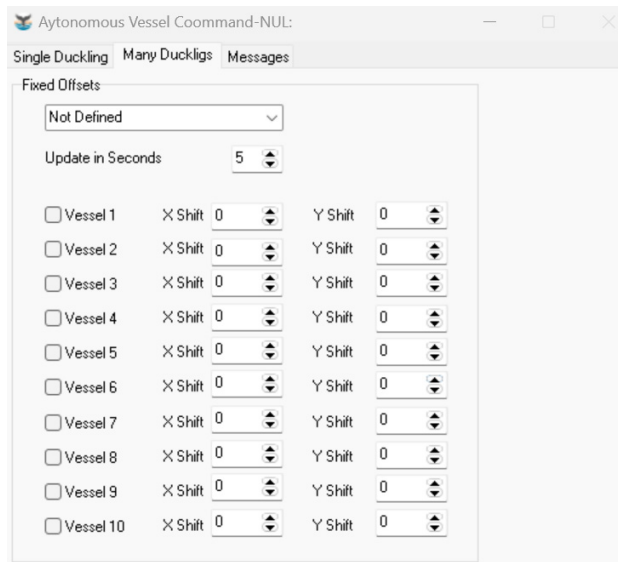 Aytonomous Vessel Coommand-NUL:
Single Duckling Many Duckligs Messages
Fixed Offsets
Not Defined
Update in Seconds 5
Vessel 1 X Shift 0 Y Shift 0
Vessel 2 X Shift 0 Y Shift 0
Vessel 3 X Shift 0 Y Shift 0
Vessel 4 X Shift 0 Y Shift 0
Vessel 5 X Shift 0 Y Shift 0
Vessel 6 X Shift 0 Y Shift 0
Vessel 7 X Shift 0 Y Shift 0
Vessel 8 X Shift 0 Y Shift 0
Vessel 9 X Shift 0 Y Shift 0
Vessel 10 X Shift 0 Y Shift 0